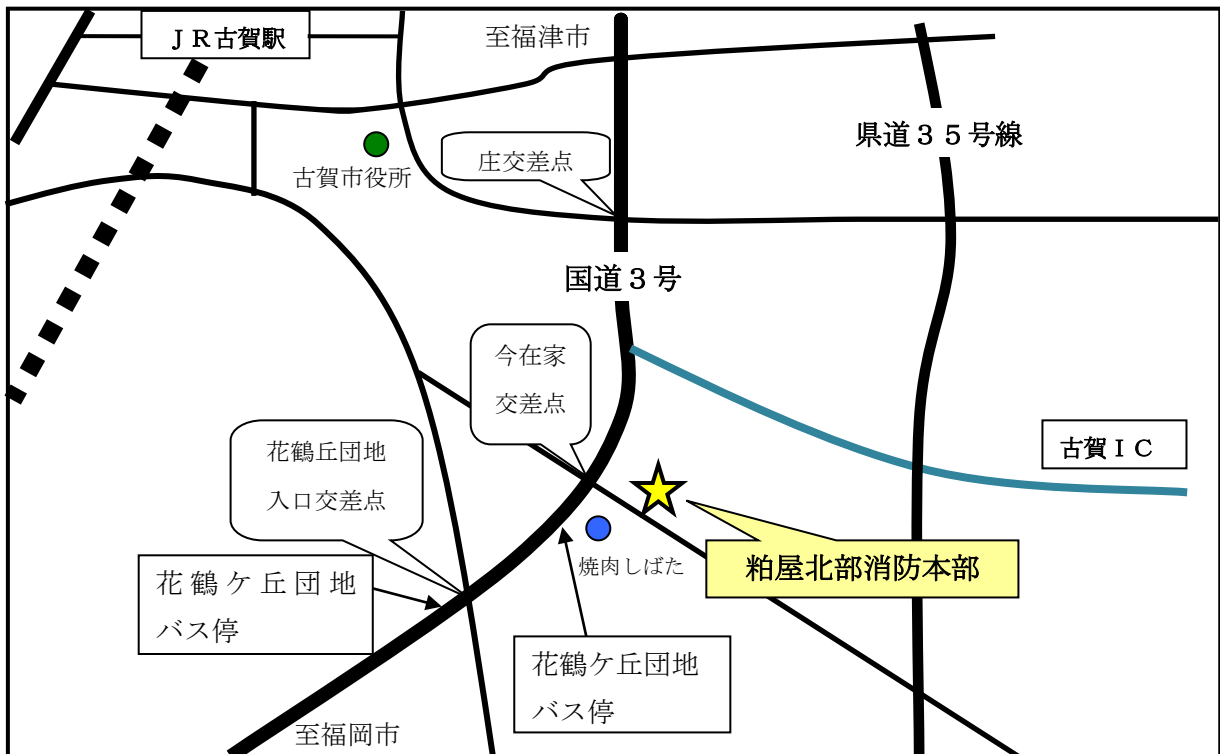 ＪＲ古賀駅
至福津市
県道３５号線
古賀市役所
庄交差点
国道３号
今在家
交差点
花鶴丘団地
入口交差点
古賀ＩＣ
焼肉しばた
粕屋北部消防本部
花鶴ケ丘団地
バス停
花鶴ケ丘団地
バス停
至福岡市